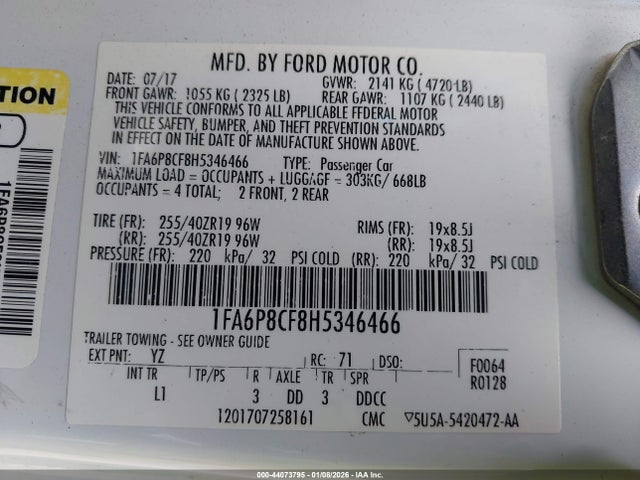 MFD. BY FORD MOTOR CO.
DATE: 07/17 GVWR: 2141 KG ( 4720 LB)
FRONT GAWR: 1055 KG ( 2325 LB) REAR GAWR: 1107 KG ( 2440 LB)
THIS VEHICLE CONFORMS TO ALL APPLICABLE FEDERAL MOTOR
VEHICLE SAFETY, BUMPER, AND THEFT PREVENTION STANDARDS
IN EFFECT ON THE DATE OF MANUFACTURE SHOWN ABOVE.
VIN: 1FA6P8CF8H5346466 TYPE: Passenger Car
MAXIMUM LOAD = OCCUPANTS + LUGGAGE = 303KG/ 668LB
OCCUPANTS = 4 TOTAL; 2 FRONT, 2 REAR
TIRE (FR): 255/40ZR19 96W RIMS (FR): 19x8.5J
(RR): 255/40ZR19 96W (RR): 19x8.5J
PRESSURE (FR): 220 kPa/ 32 PSI COLD (RR): 220 kPa/ 32 PSI COLD
1FA6P8CF8H5346466
TRAILER TOWING - SEE OWNER GUIDE
EXT PNT: YZ RC: 71 DSO: F0064
R0128
INT TR TP/PS R AXLE TR SPR
L1 3 DD 3 DDCC
1201707258161 CMC 5U5A-5420472-AA
TION
000-44073795 - 01/08/2026 - IAA Inc.